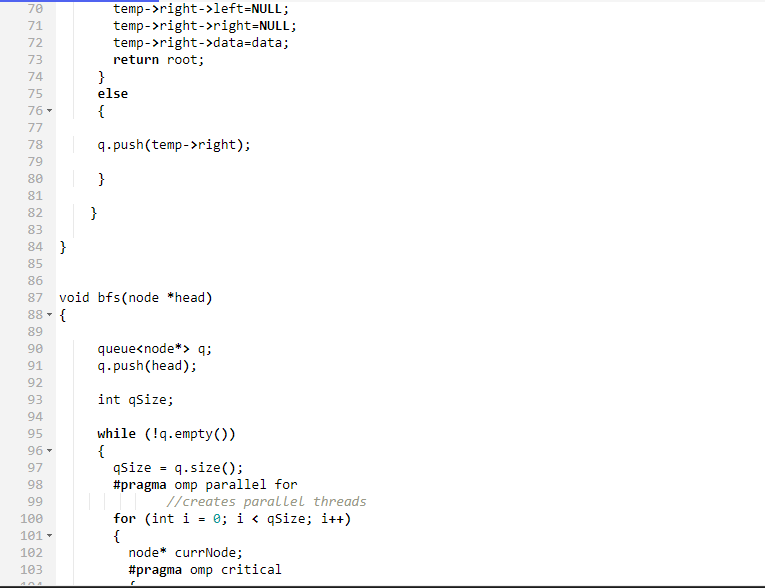 70 temp->right->left=NULL;
71 temp->right->right=NULL;
72 temp->right->data=data;
73 return root;
74 }
75 else
76 {
77
78 q.push(temp->right);
79
80 }
81
82 }
83
84 }
85
86
87 void bfs(node *head)
88 {
89
90 queue<node*> q;
91 q.push(head);
92
93 int qSize;
94
95 while (!q.empty())
96 {
97 qSize = q.size();
98 #pragma omp parallel for
99 //creates parallel threads
100 for (int i = 0; i < qSize; i++)
101 {
102 node* currNode;
103 #pragma omp critical